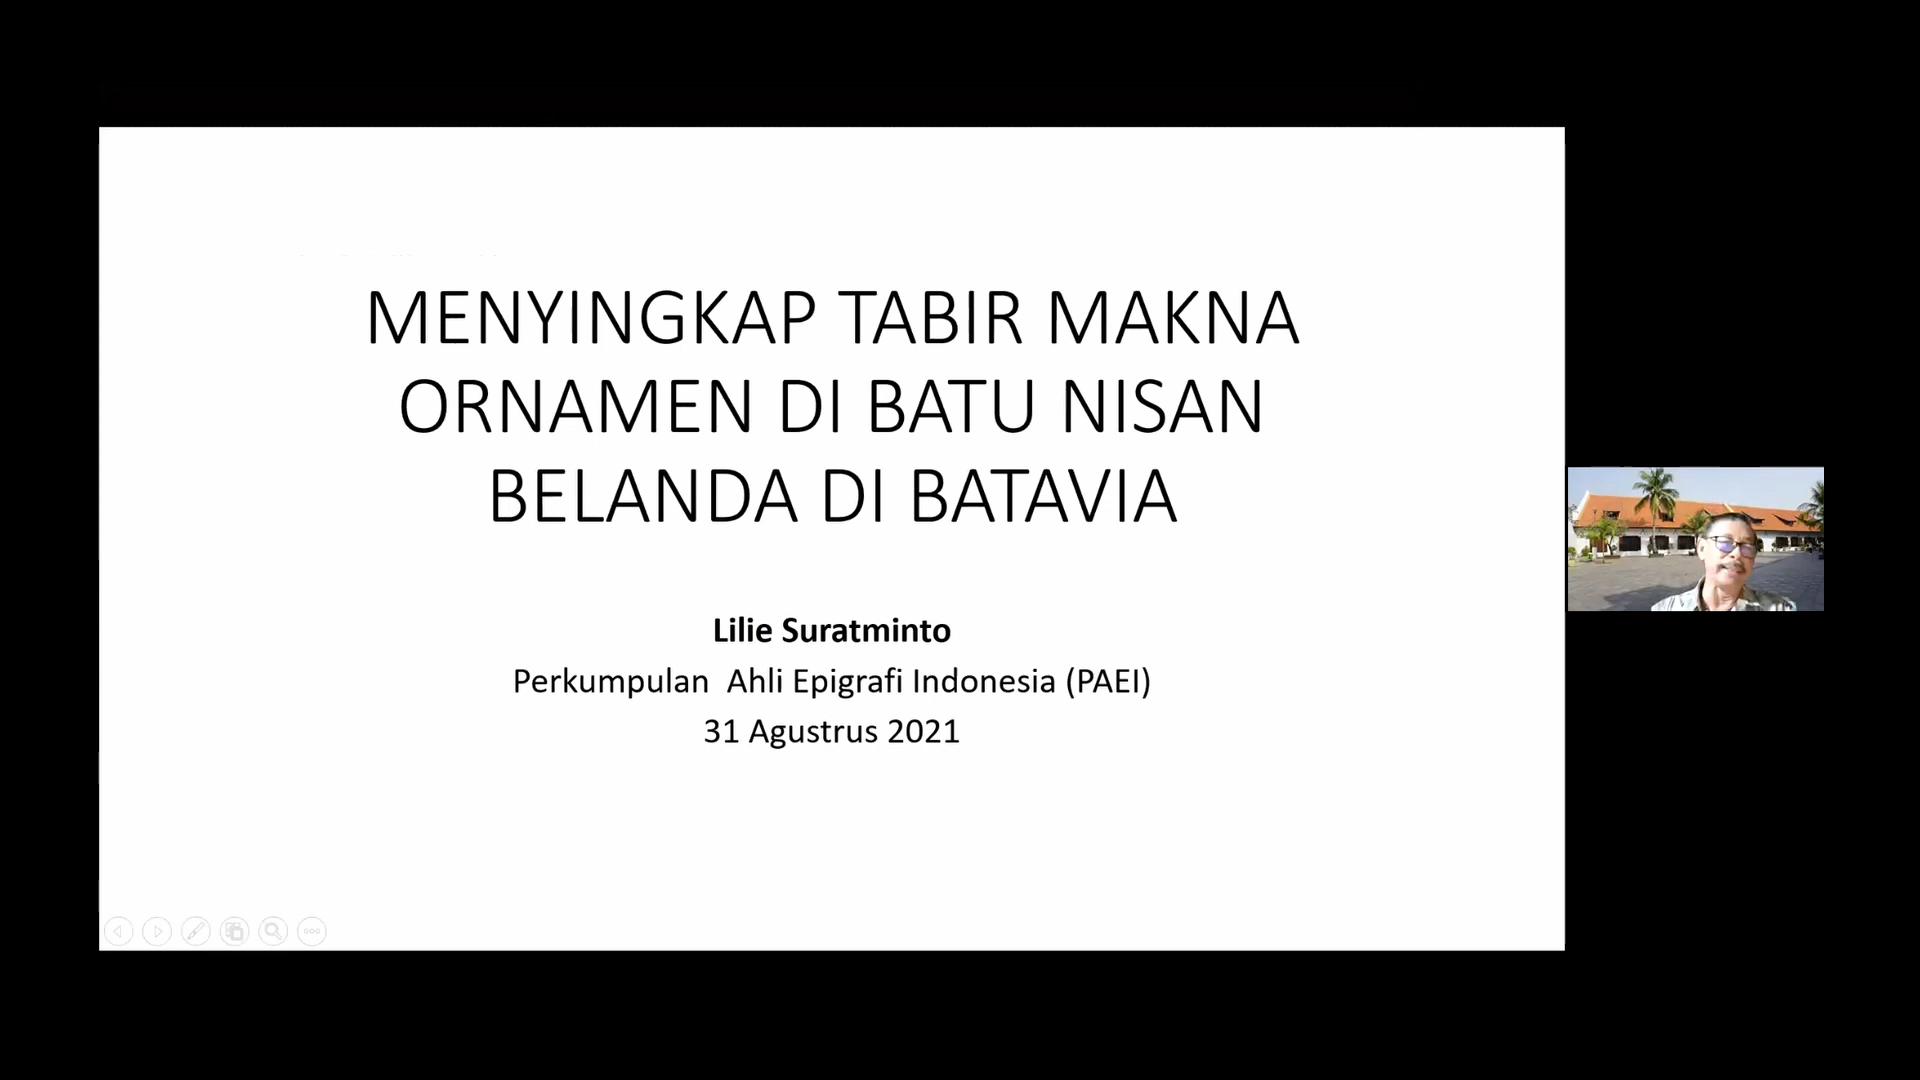 MENYINGKAP TABIR MAKNA
ORNAMEN DI BATU NISAN
BELANDA DI BATAVIA
Lilie Suratminto
Perkumpulan Ahli Epigrafi Indonesia (PAEI)
31 Agustrus 2021